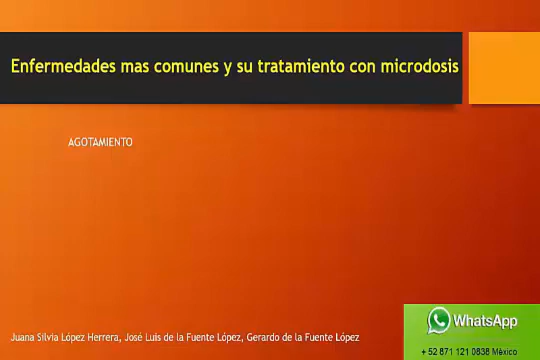 Enfermedades mas comunes y su tratamiento con microdosis
AGOTAMIENTO
Juana Silvia López Herrera, José Luis de la Fuente López, Gerardo de la Fuente López
WhatsApp
+ 52 871 121 0838 México